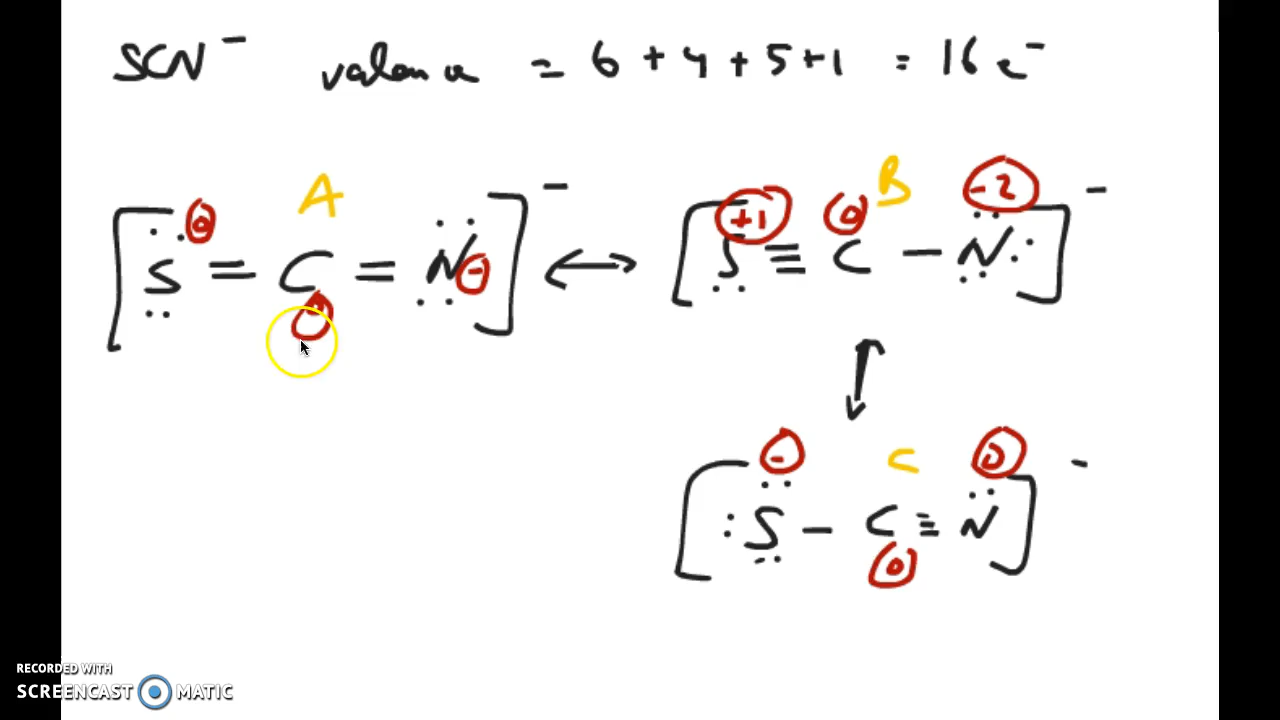 SCN⁻ valence = 6 + 4 + 5 + 1 = 16 e⁻
A
[S = C = N]⁻ ⟷ [S ≡ C − N]⁻
0 0 -
B
+1 0 -2
C
[S − C ≡ N]⁻
- 0 0
RECORDED WITH
SCREENCAST MATIC